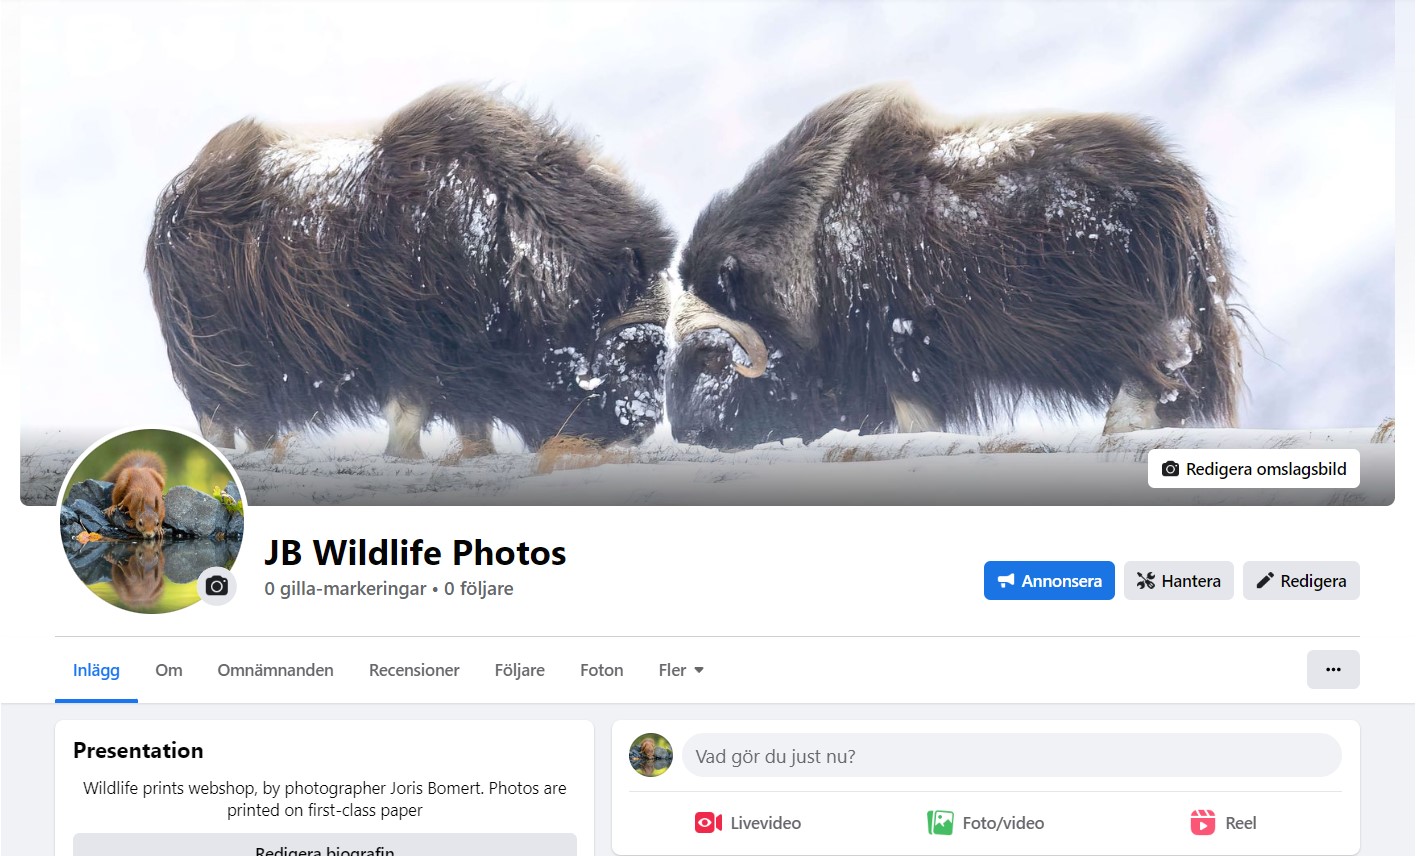 Redigera omslagsbild
JB Wildlife Photos
0 gilla-markeringar • 0 följare
Annonsera
Hantera
Redigera
Inlägg
Om
Omnämnanden
Recensioner
Följare
Foton
Fler
Presentation
Wildlife prints webshop, by photographer Joris Bomert. Photos are
printed on first-class paper
Redigera biografin
Vad gör du just nu?
Livevideo
Foto/video
Reel